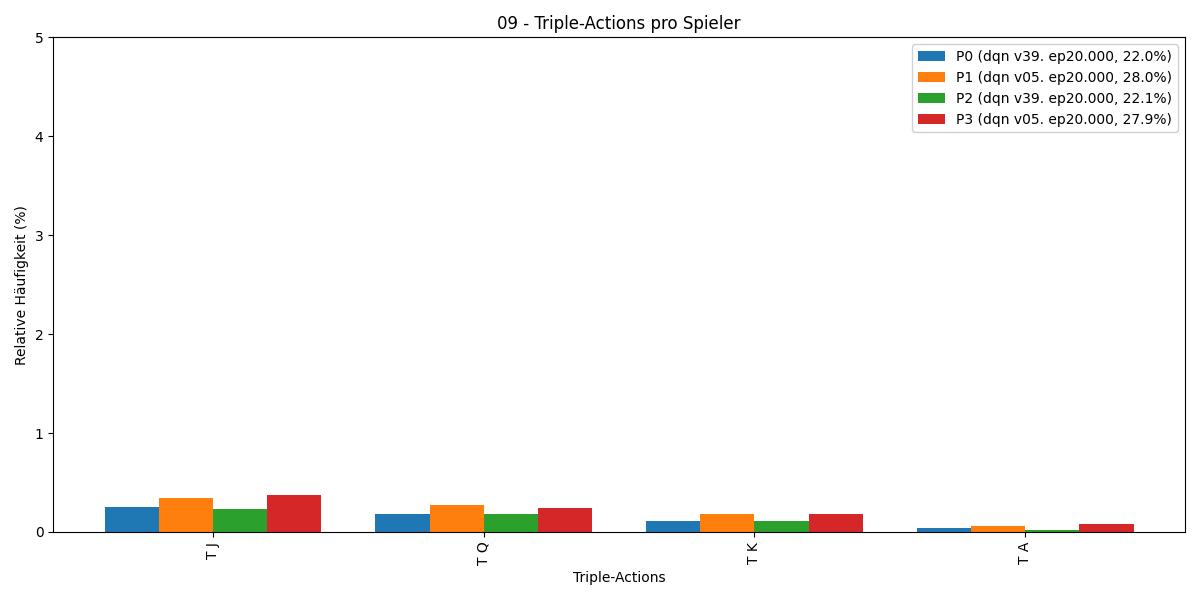 09 - Triple-Actions pro Spieler
P0 (dqn v39. ep20.000, 22.0%)
P1 (dqn v05. ep20.000, 28.0%)
P2 (dqn v39. ep20.000, 22.1%)
P3 (dqn v05. ep20.000, 27.9%)
Relative Häufigkeit (%)
5
4
3
2
1
0
T J
T Q
T K
T A
Triple-Actions